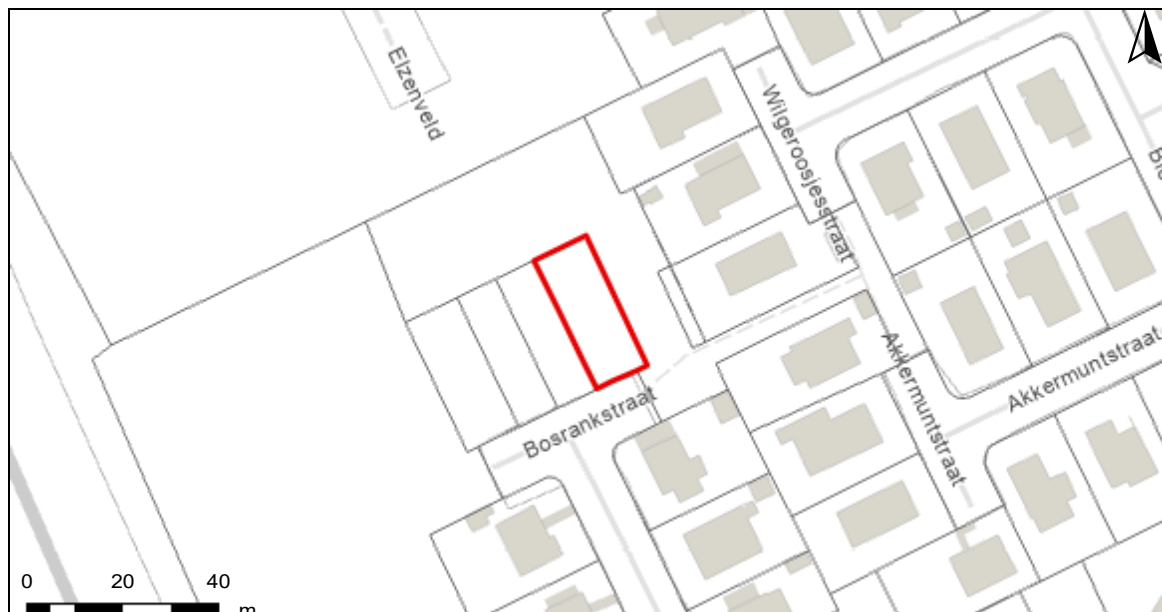 Elzenveld
Wilgeroosjesstraat
Akkermuntstraat
Akkermuntstraat
Bosrankstraat
0 20 40
m